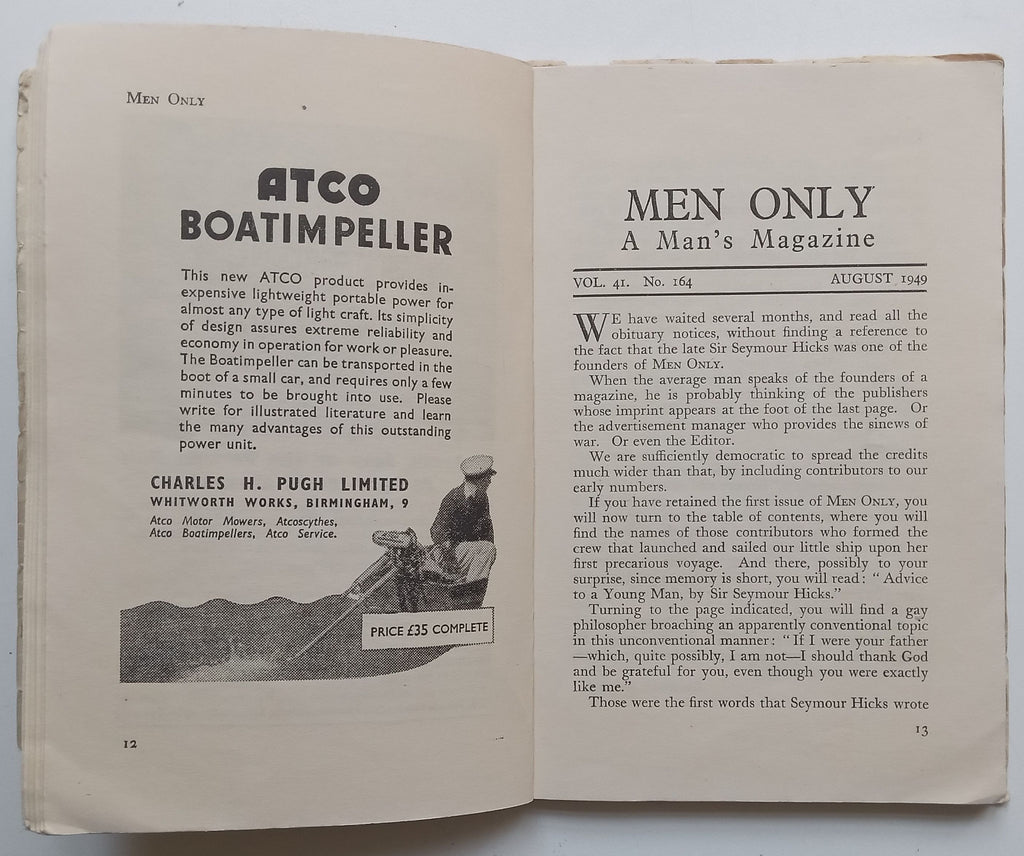 MEN ONLY
ATCO
BOATIMPELLER
This new ATCO product provides in-
expensive lightweight portable power for
almost any type of light craft. Its simplicity
of design assures extreme reliability and
economy in operation for work or pleasure.
The Boatimpeller can be transported in the
boot of a small car, and requires only a few
minutes to be brought into use. Please
write for illustrated literature and learn
the many advantages of this outstanding
power unit.
CHARLES H. PUGH LIMITED
WHITWORTH WORKS, BIRMINGHAM, 9
Atco Motor Mowers, Atcoscythes,
Atco Boatimpellers, Atco Service.
PRICE £35 COMPLETE
12
MEN ONLY
A Man's Magazine
VOL. 41. No. 164 AUGUST 1949
WE have waited several months, and read all the
obituary notices, without finding a reference to
the fact that the late Sir Seymour Hicks was one of the
founders of MEN ONLY.
When the average man speaks of the founders of a
magazine, he is probably thinking of the publishers
whose imprint appears at the foot of the last page. Or
the advertisement manager who provides the sinews of
war. Or even the Editor.
We are sufficiently democratic to spread the credits
much wider than that, by including contributors to our
early numbers.
If you have retained the first issue of MEN ONLY, you
will now turn to the table of contents, where you will
find the names of those contributors who formed the
crew that launched and sailed our little ship upon her
first precarious voyage. And there, possibly to your
surprise, since memory is short, you will read: "Advice
to a Young Man, by Sir Seymour Hicks."
Turning to the page indicated, you will find a gay
philosopher broaching an apparently conventional topic
in this unconventional manner: "If I were your father
—which, quite possibly, I am not—I should thank God
and be grateful for you, even though you were exactly
like me."
Those were the first words that Seymour Hicks wrote
13